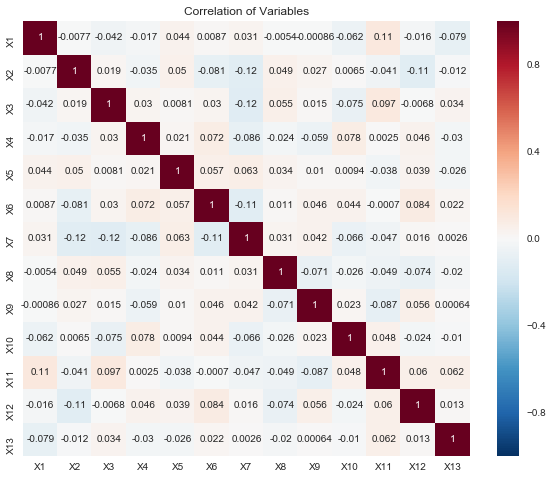 Correlation of Variables
X1 1 -0.0077 -0.042 -0.017 0.044 0.0087 0.031 -0.0054 -0.00086 -0.062 0.11 -0.016 -0.079
X2 -0.0077 1 0.019 -0.035 0.05 -0.081 -0.12 0.049 0.027 0.0065 -0.041 -0.11 -0.012
X3 -0.042 0.019 1 0.03 0.0081 0.03 -0.12 0.055 0.015 -0.075 0.097 -0.0068 0.034
X4 -0.017 -0.035 0.03 1 0.021 0.072 -0.086 -0.024 -0.059 0.078 0.0025 0.046 -0.03
X5 0.044 0.05 0.0081 0.021 1 0.057 0.063 0.034 0.01 0.0094 -0.038 0.039 -0.026
X6 0.0087 -0.081 0.03 0.072 0.057 1 -0.11 0.011 0.046 0.044 -0.0007 0.084 0.022
X7 0.031 -0.12 -0.12 -0.086 0.063 -0.11 1 0.031 0.042 -0.066 -0.047 0.016 0.0026
X8 -0.0054 0.049 0.055 -0.024 0.034 0.011 0.031 1 -0.071 -0.026 -0.049 -0.074 -0.02
X9 -0.00086 0.027 0.015 -0.059 0.01 0.046 0.042 -0.071 1 0.023 -0.087 0.056 0.00064
X10 -0.062 0.0065 -0.075 0.078 0.0094 0.044 -0.066 -0.026 0.023 1 0.048 -0.024 -0.01
X11 0.11 -0.041 0.097 0.0025 -0.038 -0.0007 -0.047 -0.049 -0.087 0.048 1 0.06 0.062
X12 -0.016 -0.11 -0.0068 0.046 0.039 0.084 0.016 -0.074 0.056 -0.024 0.06 1 0.013
X13 -0.079 -0.012 0.034 -0.03 -0.026 0.022 0.0026 -0.02 0.00064 -0.01 0.062 0.013 1
X1 X2 X3 X4 X5 X6 X7 X8 X9 X10 X11 X12 X13
0.8
0.4
0.0
−0.4
−0.8